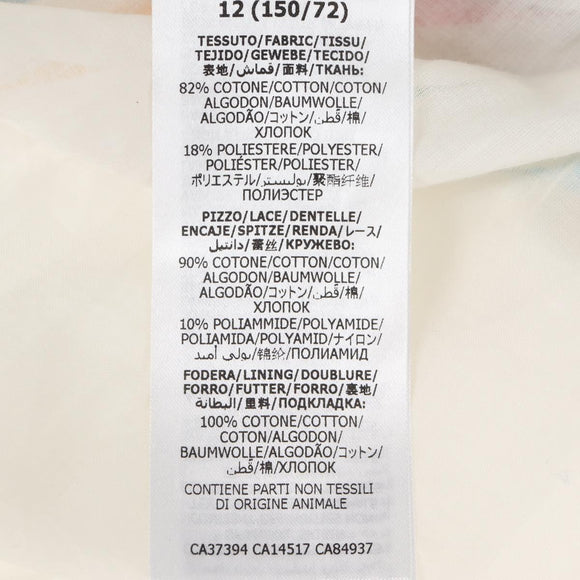 12 (150/72)
TESSUTO/FABRIC/TISSU/
TEJIDO/GEWEBE/TECIDO/
表地/قماش/面料/ТКАНЬ:
82% COTONE/COTTON/COTON/
ALGODON/BAUMWOLLE/
ALGODÃO/コットン/قطن/棉/
ХЛОПОК
18% POLIESTERE/POLYESTER/
POLIÉSTER/POLIESTER/
ポリエステル/بوليستر/聚酯纤维/
ПОЛИЭСТЕР
PIZZO/LACE/DENTELLE/
ENCAJE/SPITZE/RENDA/レース/
دانتيل/蕾丝/КРУЖЕВО:
90% COTONE/COTTON/COTON/
ALGODON/BAUMWOLLE/
ALGODÃO/コットン/قطن/棉/
ХЛОПОК
10% POLIAMMIDE/POLYAMIDE/
POLIAMIDA/POLYAMID/ナイロン/
بولي أميد/锦纶/ПОЛИАМИД
FODERA/LINING/DOUBLURE/
FORRO/FUTTER/FORRO/裏地/
البطانة/里料/ПОДКЛАДКА:
100% COTONE/COTTON/
COTON/ALGODON/
BAUMWOLLE/ALGODÃO/コットン/
قطن/棉/ХЛОПОК
CONTIENE PARTI NON TESSILI
DI ORIGINE ANIMALE
CA37394 CA14517 CA84937